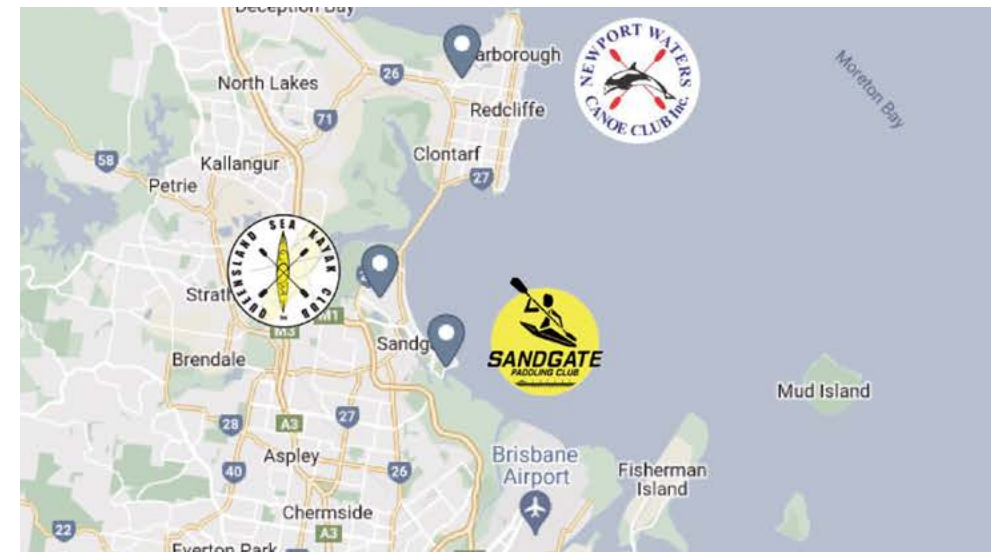 Deception Bay
arborough
NEWPORT WATERS
CANOE CLUB Inc.
Moreton Bay
26
North Lakes
Redcliffe
71
Clontarf
58
Kallangur
27
Petrie
QUEENSLAND SEA KAYAK CLUB
Strath
M1
M3
Sandg
SANDGATE
PADDLING CLUB
Brendale
Mud Island
28
A3
27
Aspley
40
26
Brisbane
Airport
Fisherman
Island
Chermside
22
A3
Everton Park